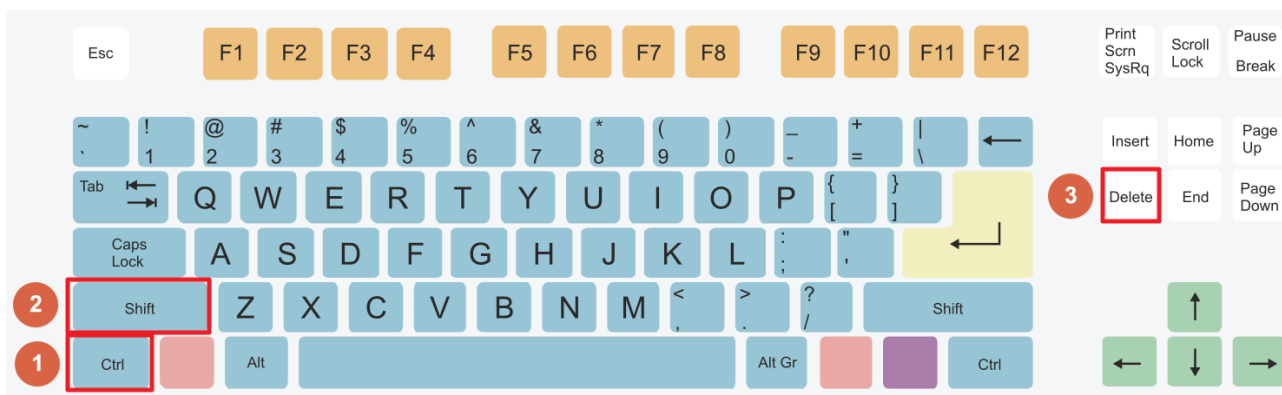 Esc F1 F2 F3 F4 F5 F6 F7 F8 F9 F10 F11 F12
Print
Scrn
SysRq
Scroll
Lock
Pause
Break
~ ! @ # $ % ^ & * ( ) _ + |
` 1 2 3 4 5 6 7 8 9 0 - = \
Insert Home
Page
Up
Tab Q W E R T Y U I O P
{ }
[ ]
3 Delete End
Page
Down
Caps
Lock
A S D F G H J K L
: "
; '
2 Shift Z X C V B N M
< > ?
, . /
Shift
1 Ctrl Alt Alt Gr Ctrl